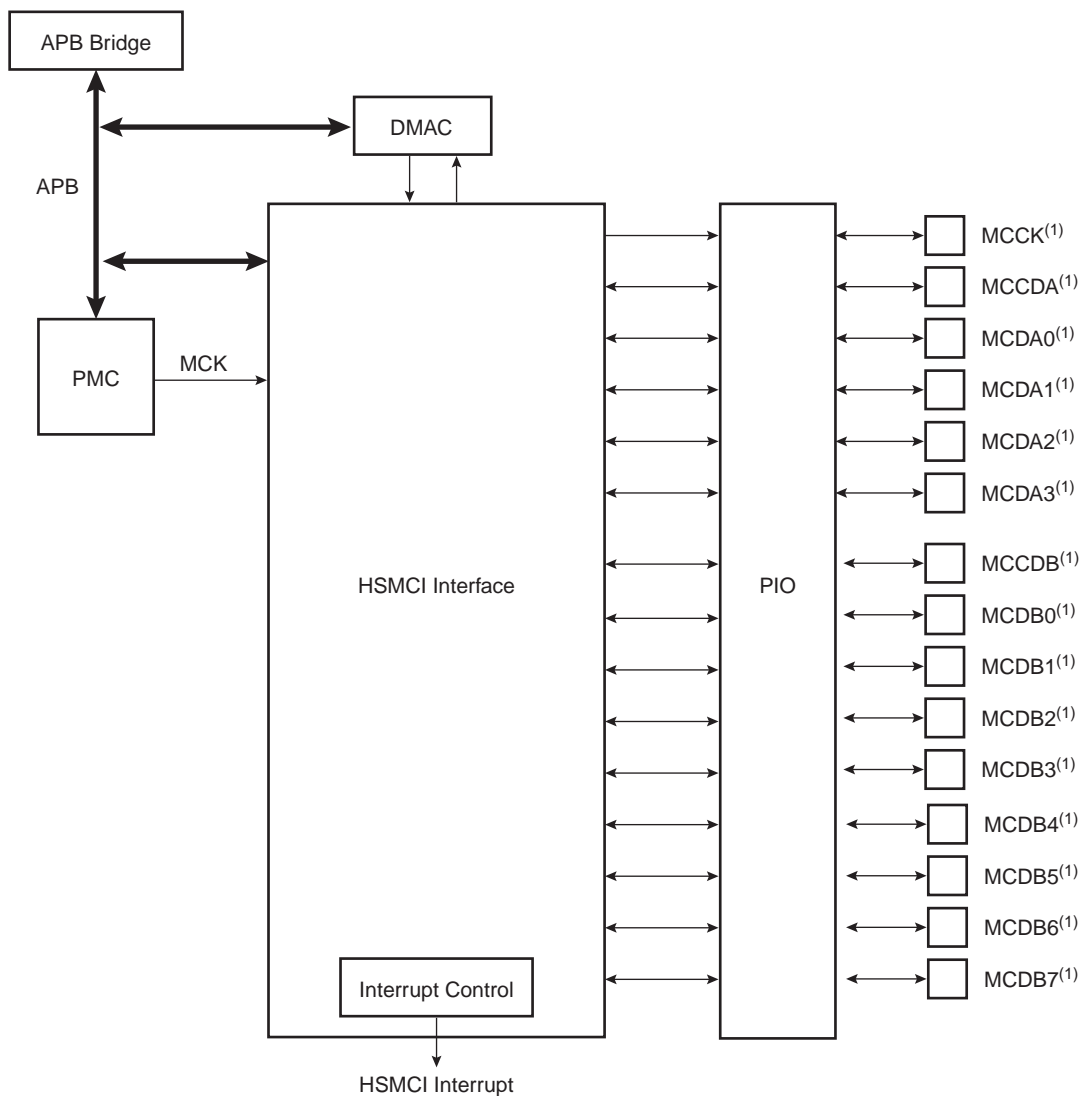 APB Bridge
DMAC
APB
MCCK(1)
MCCDA(1)
MCDA0(1)
PMC
MCK
MCDA1(1)
MCDA2(1)
MCDA3(1)
HSMCI Interface
PIO
MCCDB(1)
MCDB0(1)
MCDB1(1)
MCDB2(1)
MCDB3(1)
MCDB4(1)
MCDB5(1)
MCDB6(1)
Interrupt Control
MCDB7(1)
HSMCI Interrupt